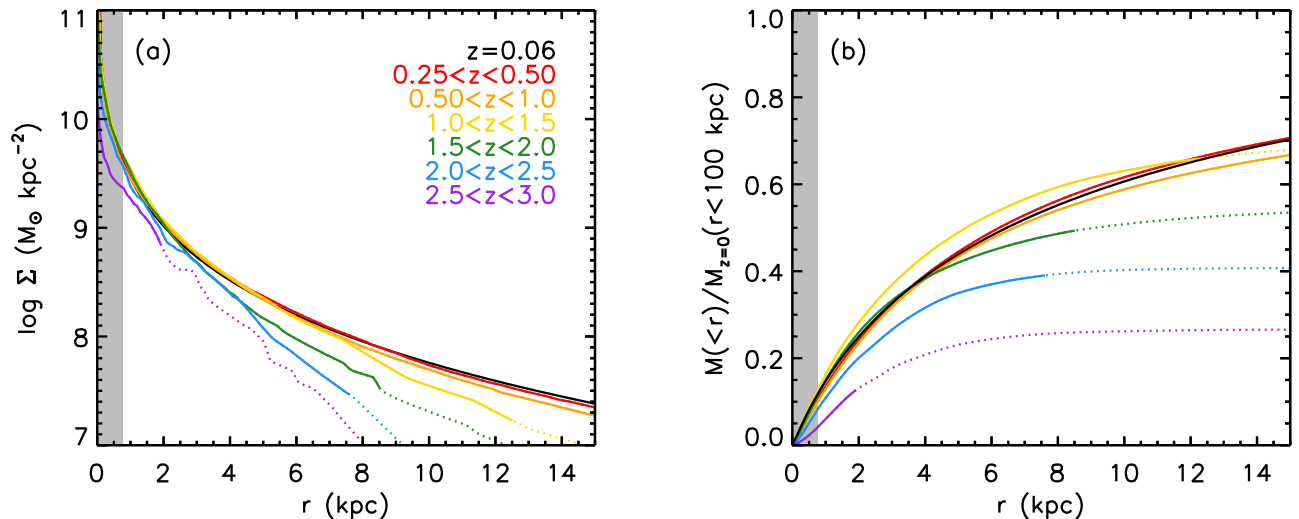 (a)
z=0.06
0.25<z<0.50
0.50<z<1.0
1.0<z<1.5
1.5<z<2.0
2.0<z<2.5
2.5<z<3.0
11
10
9
8
7
log Σ (M⊙ kpc⁻²)
0 2 4 6 8 10 12 14
r (kpc)
(b)
1.0
0.8
0.6
0.4
0.2
0.0
M(<r)/M_{z=0}(r<100 kpc)
0 2 4 6 8 10 12 14
r (kpc)